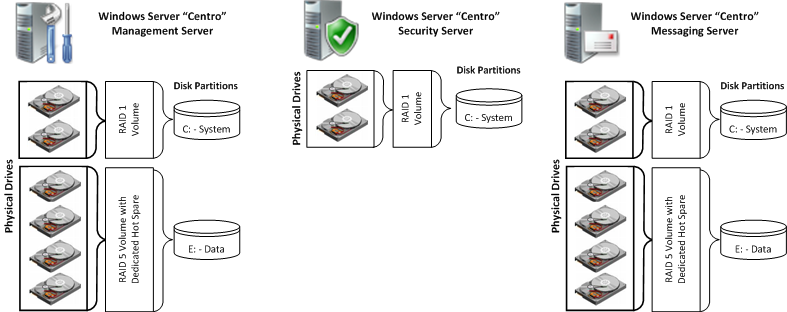 Windows Server “Centro”
Management Server
Disk Partitions
Physical Drives
RAID 1
Volume
C: - System
RAID 5 Volume with
Dedicated Hot Spare
E: - Data
Windows Server “Centro”
Security Server
Disk Partitions
Physical Drives
RAID 1
Volume
C: - System
Windows Server “Centro”
Messaging Server
Disk Partitions
Physical Drives
RAID 1
Volume
C: - System
RAID 5 Volume with
Dedicated Hot Spare
E: - Data